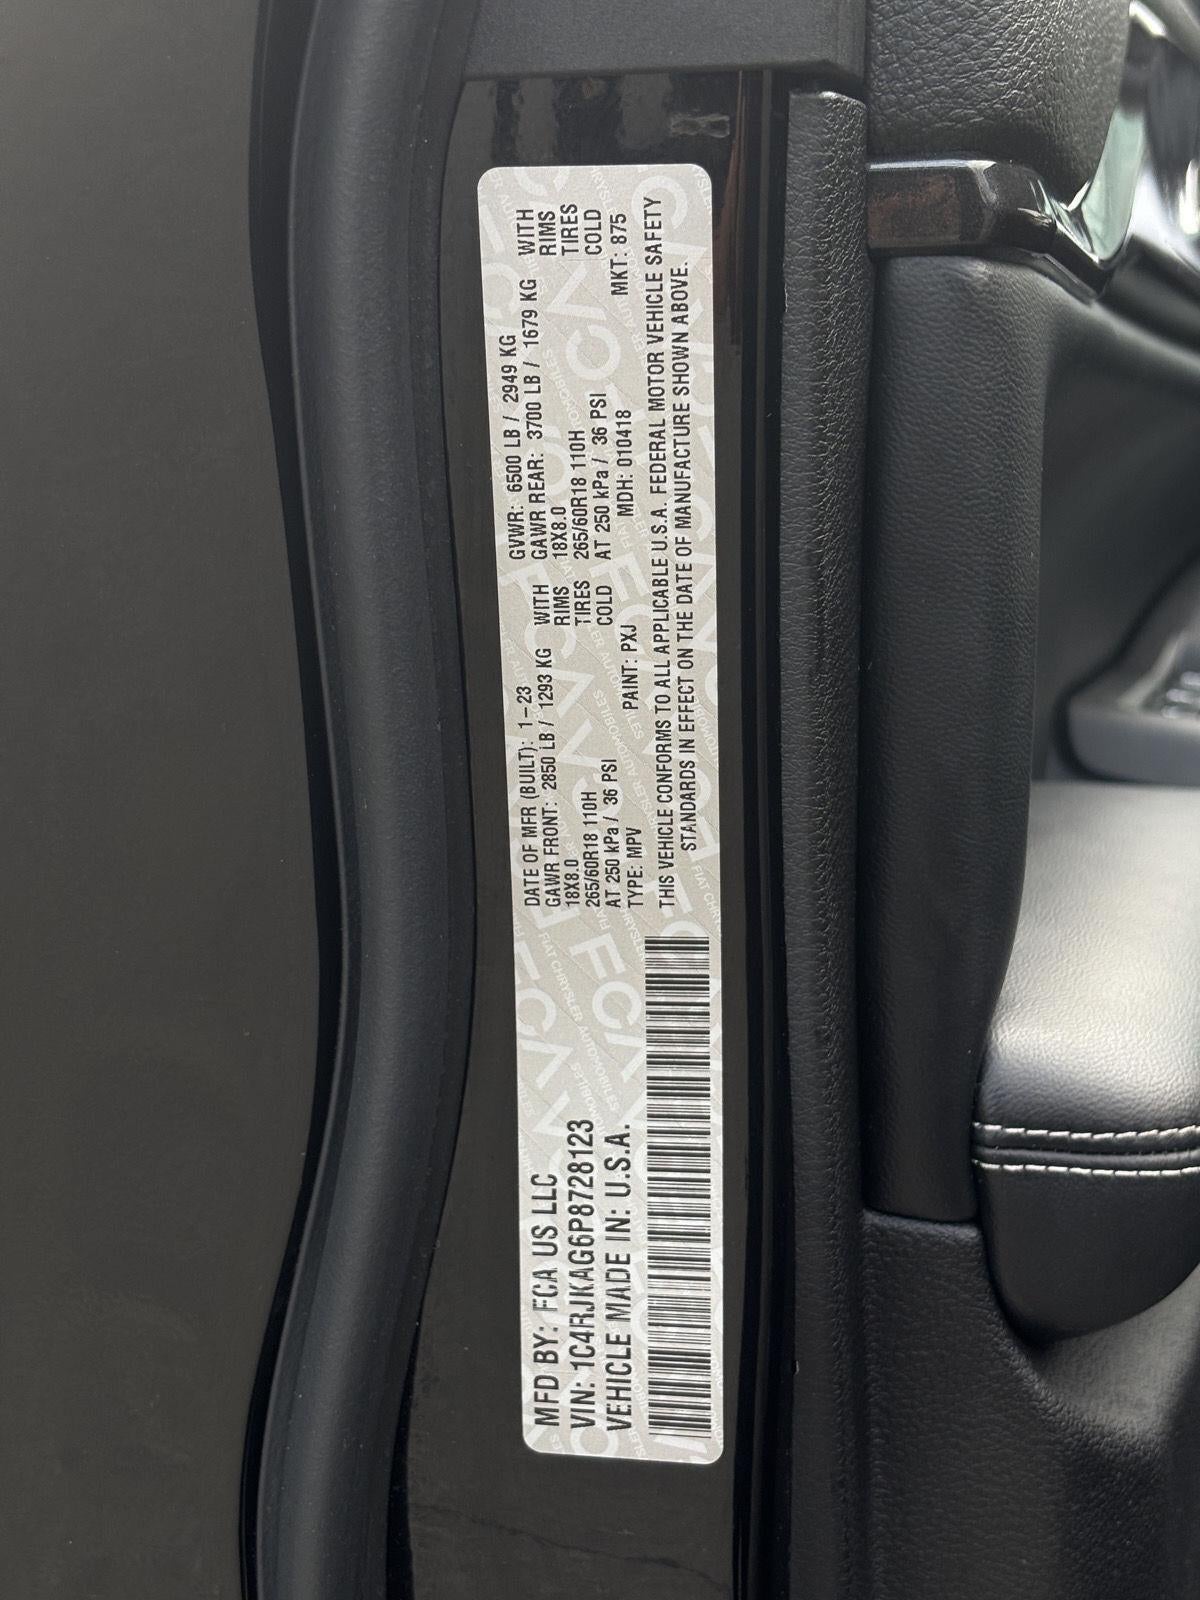 MFD BY: FCA US LLC
VIN: 1C4RJKAG6P8728123
VEHICLE MADE IN: U.S.A.
DATE OF MFR (BUILT): 1-23 GVWR: 6500 LB / 2949 KG
GAWR FRONT: 2850 LB / 1293 KG WITH GAWR REAR: 3700 LB / 1679 KG WITH
18X8.0 RIMS 18X8.0 RIMS
265/60R18 110H TIRES 265/60R18 110H TIRES
AT 250 kPa / 36 PSI COLD AT 250 kPa / 36 PSI COLD
TYPE: MPV PAINT: PXJ MDH: 010418 MKT: 875
THIS VEHICLE CONFORMS TO ALL APPLICABLE U.S.A. FEDERAL MOTOR VEHICLE SAFETY
STANDARDS IN EFFECT ON THE DATE OF MANUFACTURE SHOWN ABOVE.
FCA
FIAT CHRYSLER AUTOMOBILES